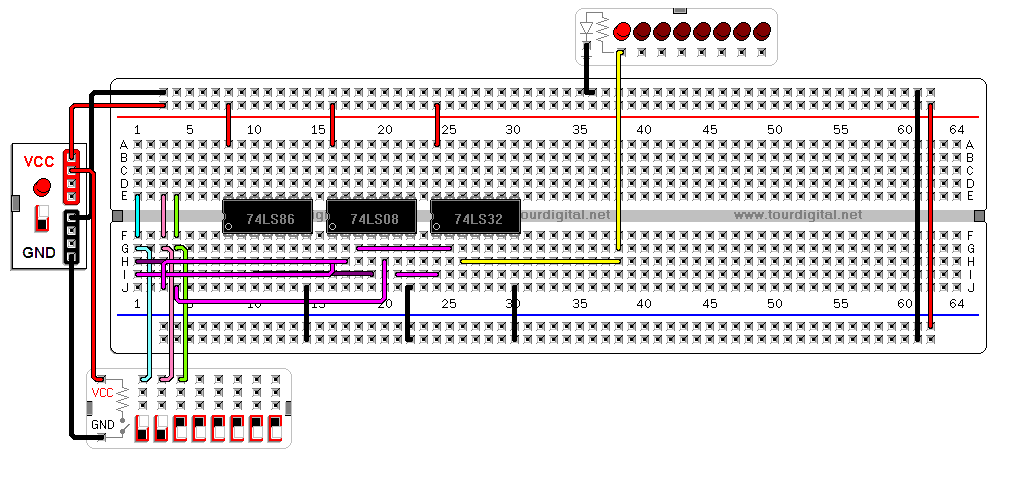 1 5 10 15 20 25 30 35 40 45 50 55 60 64
A A
B B
C C
D D
E E
VCC
74LS86 74LS08 74LS32
tourdigital.net www.tourdigital.net
F F
G G
H H
I I
J J
GND
1 5 10 15 20 25 30 35 40 45 50 55 60 64
VCC
GND